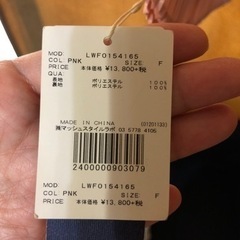 MOD: LWFO154165
COL PNK SIZE F
PRICE 本体価格 ¥13,800+税
QUA:
表地 ポリエステル 100%
裏地 ポリエステル 100%
MADE IN CHINA
㈱マッシュスタイルラボ 03 5778 4105
2400000903079
MOD: LWFO154165
COL PNK SIZE F
PRICE 本体価格 ¥13,800+税